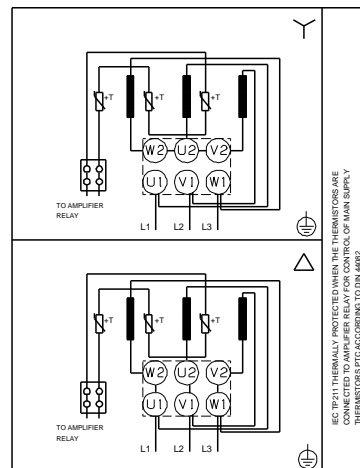 +T
+T
+T
W2
U2
V2
U1
V1
W1
TO AMPLIFIER
RELAY
L1
L2
L3
+T
+T
+T
W2
U2
V2
U1
V1
W1
TO AMPLIFIER
RELAY
L1
L2
L3
IEC TP 211 THERMALLY PROTECTED WHEN THE THERMISTORS ARE
CONNECTED TO AMPLIFIER RELAY FOR CONTROL OF MAIN SUPPLY
THERMISTORS PTC ACCORDING TO DIN 44082